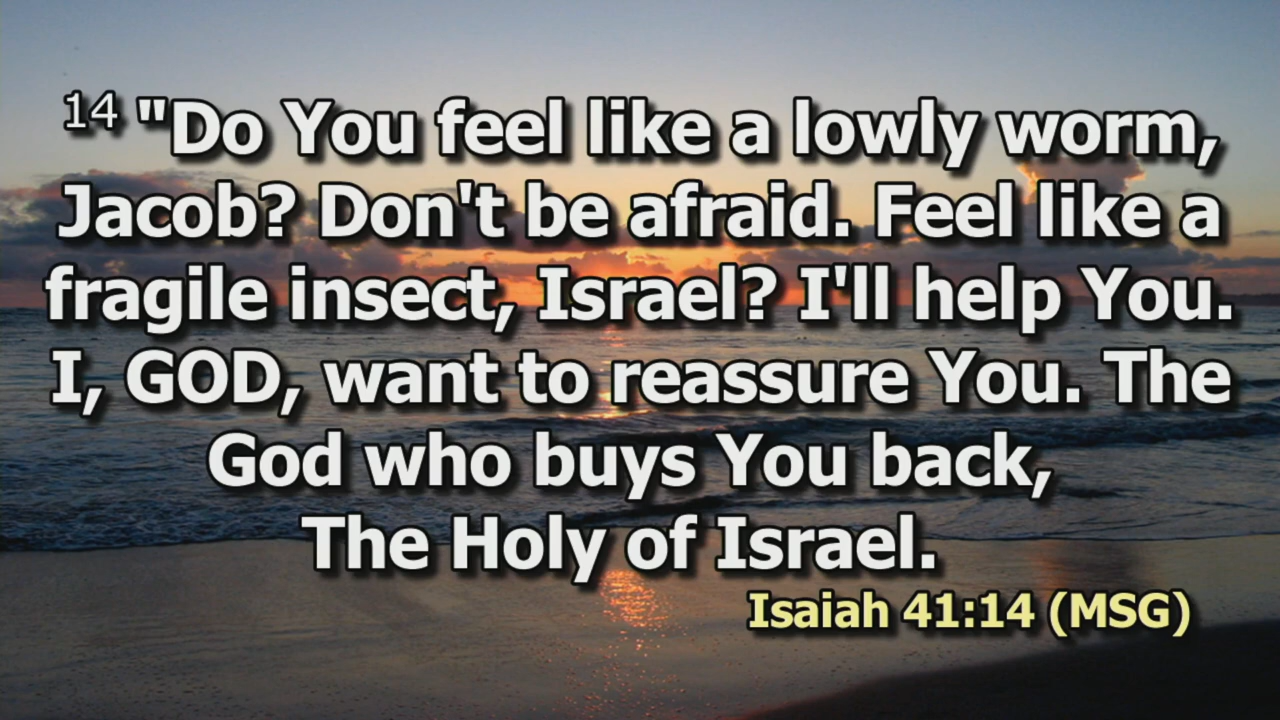 14 "Do You feel like a lowly worm,
Jacob? Don't be afraid. Feel like a
fragile insect, Israel? I'll help You.
I, GOD, want to reassure You. The
God who buys You back,
The Holy of Israel.
Isaiah 41:14 (MSG)